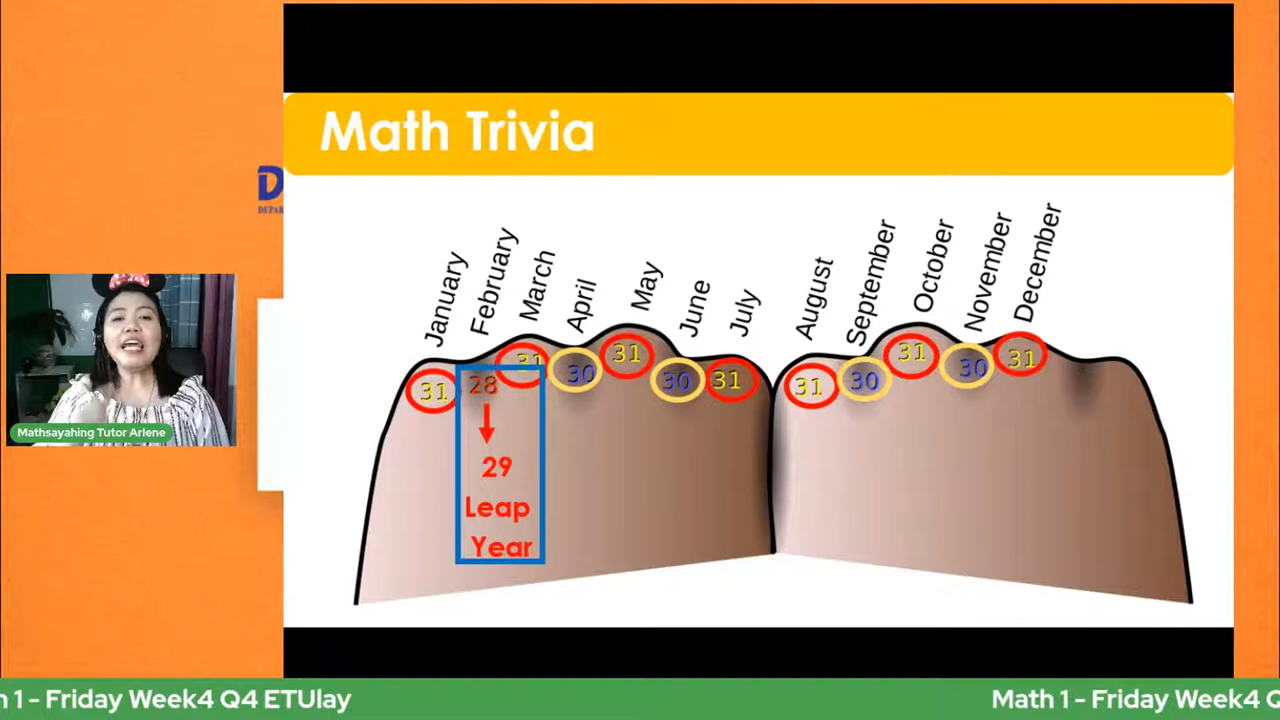 Math Trivia
D
DEPAR
January
February
March
April
May
June
July
August
September
October
November
December
31
28
31
30
31
30
31
31
30
31
30
31
29
Leap
Year
Mathsayahing Tutor Arlene
h 1 - Friday Week4 Q4 ETUlay
Math 1 - Friday Week4 Q